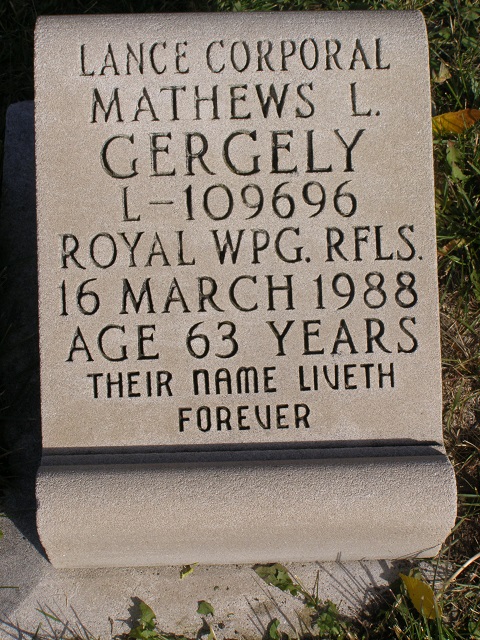 LANCE CORPORAL
MATHEWS L.
GERGELY
L-109696
ROYAL WPG. RFLS.
16 MARCH 1988
AGE 63 YEARS
THEIR NAME LIVETH
FOREVER